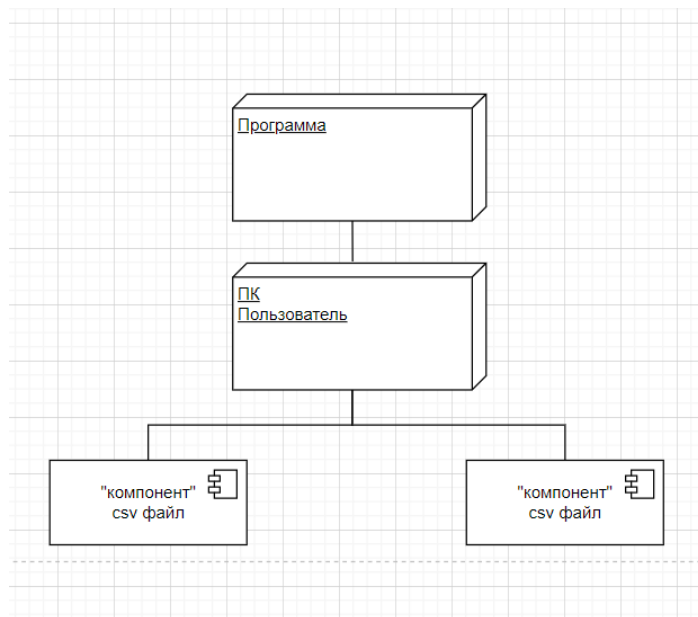 Программа
ПК
Пользователь
"компонент"
csv файл
"компонент"
csv файл